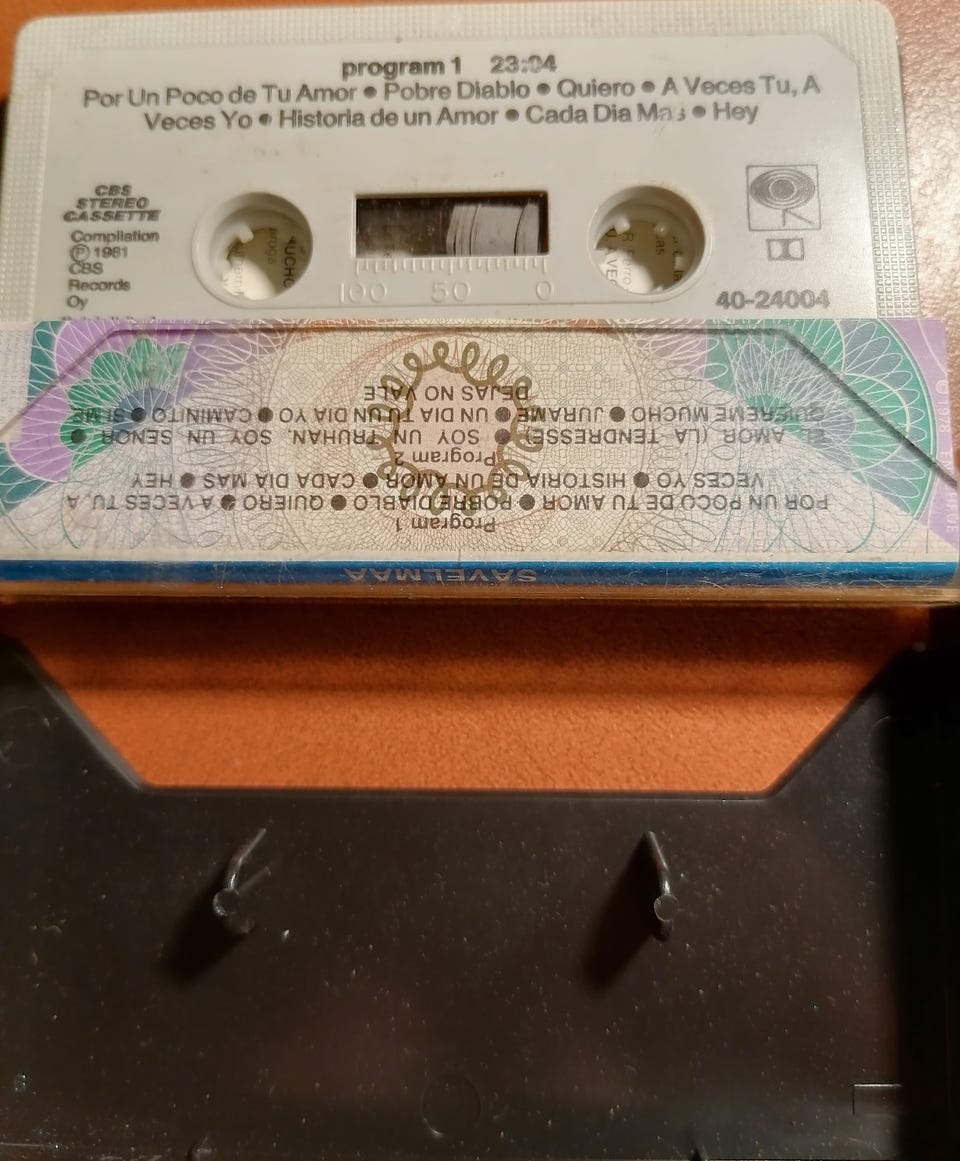 program 1 23:04
Por Un Poco de Tu Amor • Pobre Diablo • Quiero • A Veces Tu, A
Veces Yo • Historia de un Amor • Cada Dia Mas • Hey
CBS
STEREO
CASSETTE
Compilation
Ⓟ 1981
CBS
Records
Oy
100 50 0
40-24004
Program 1
POR UN POCO DE TU AMOR • POBRE DIABLO • QUIERO • A VECES TU, A
VECES YO • HISTORIA DE UN AMOR • CADA DIA MAS • HEY
Program 2
EL AMOR (LA TENDRESSE) • SOY UN TRUHAN, SOY UN SEÑOR •
QUIEREME MUCHO • JURAME • UN DIA TU UN DIA YO • CAMINITO • SI ME
DEJAS NO VALE
SÄVELMAA